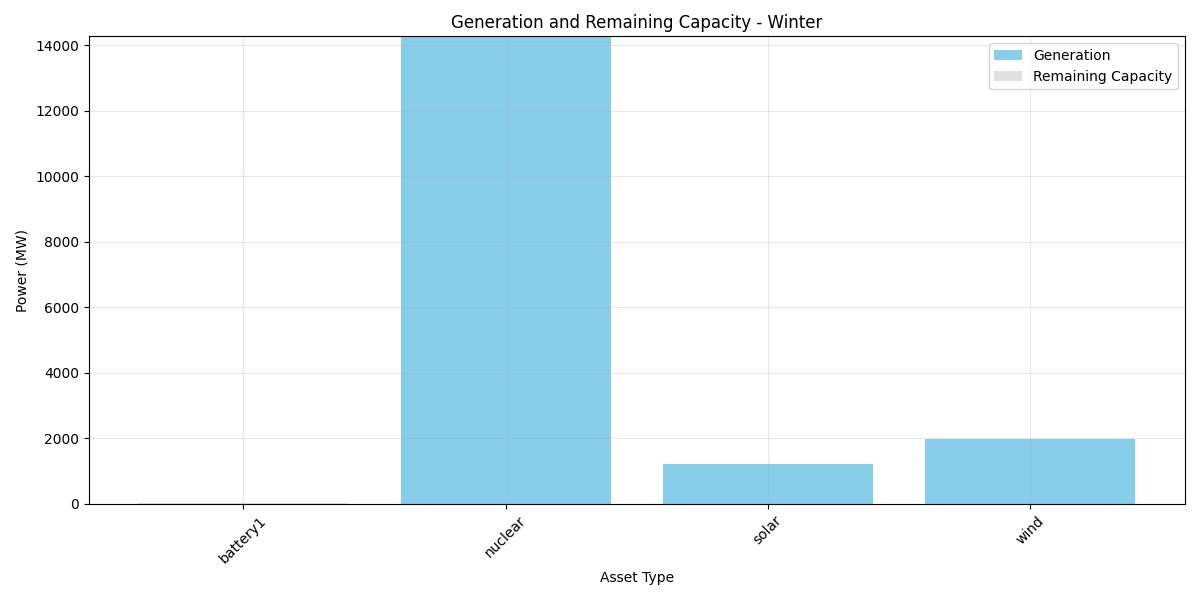 Generation and Remaining Capacity - Winter
Generation
Remaining Capacity
Power (MW)
14000
12000
10000
8000
6000
4000
2000
0
battery1
nuclear
solar
wind
Asset Type